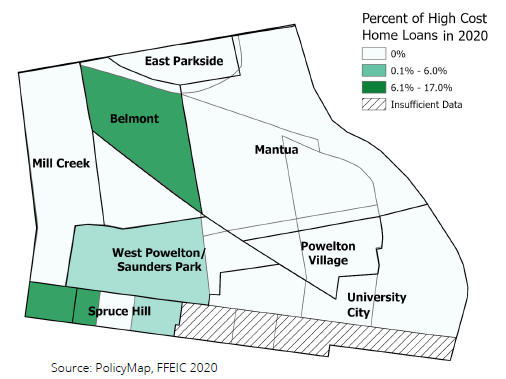 Percent of High Cost
Home Loans in 2020
0%
0.1% - 6.0%
6.1% - 17.0%
Insufficient Data
East Parkside
Belmont
Mantua
Mill Creek
West Powelton/
Saunders Park
Powelton
Village
University
City
Spruce Hill
Source: PolicyMap, FFEIC 2020